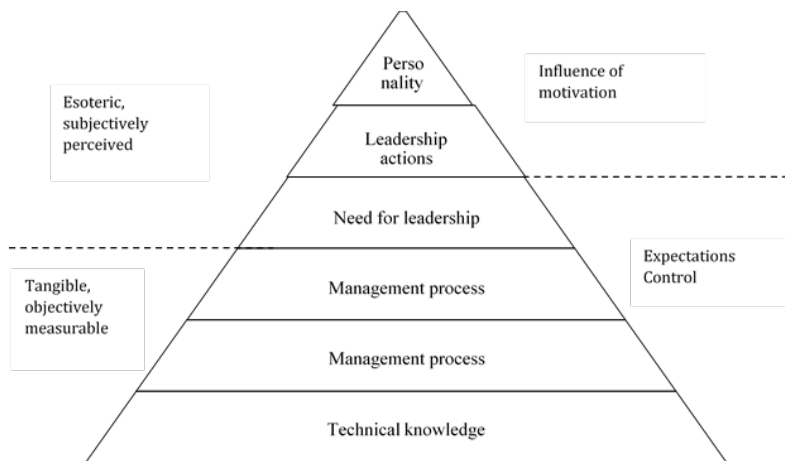 Perso
nality
Influence of
motivation
Esoteric,
subjectively
perceived
Leadership
actions
Need for leadership
Expectations
Control
Tangible,
objectively
measurable
Management process
Management process
Technical knowledge